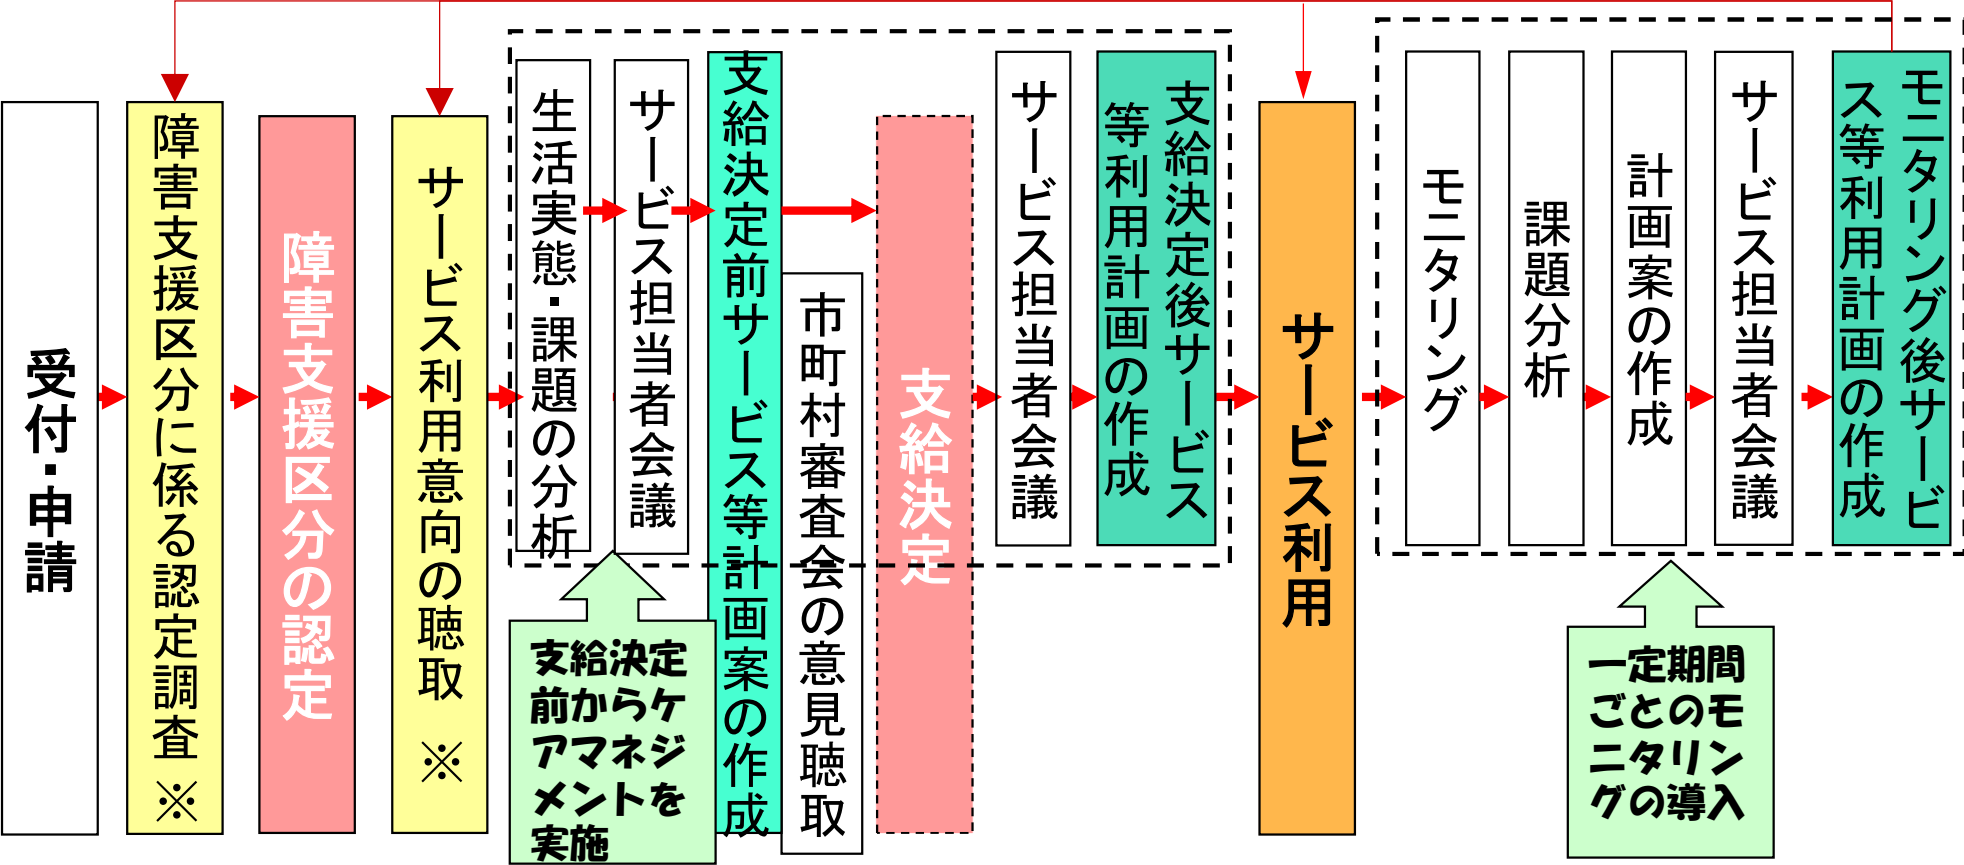 受付・申請
障害支援区分に係る認定調査 ※
障害支援区分の認定
サービス利用意向の聴取 ※
生活実態・課題の分析
サービス担当者会議
支給決定前サービス等計画案の作成
市町村審査会の意見聴取
支給決定
サービス担当者会議
支給決定後サービス
等利用計画の作成
サービス利用
モニタリング
課題分析
計画案の作成
サービス担当者会議
モニタリング後サービ
ス等利用計画の作成
支給決定
前からケ
アマネジ
メントを
実施
一定期間
ごとのモ
ニタリン
グの導入